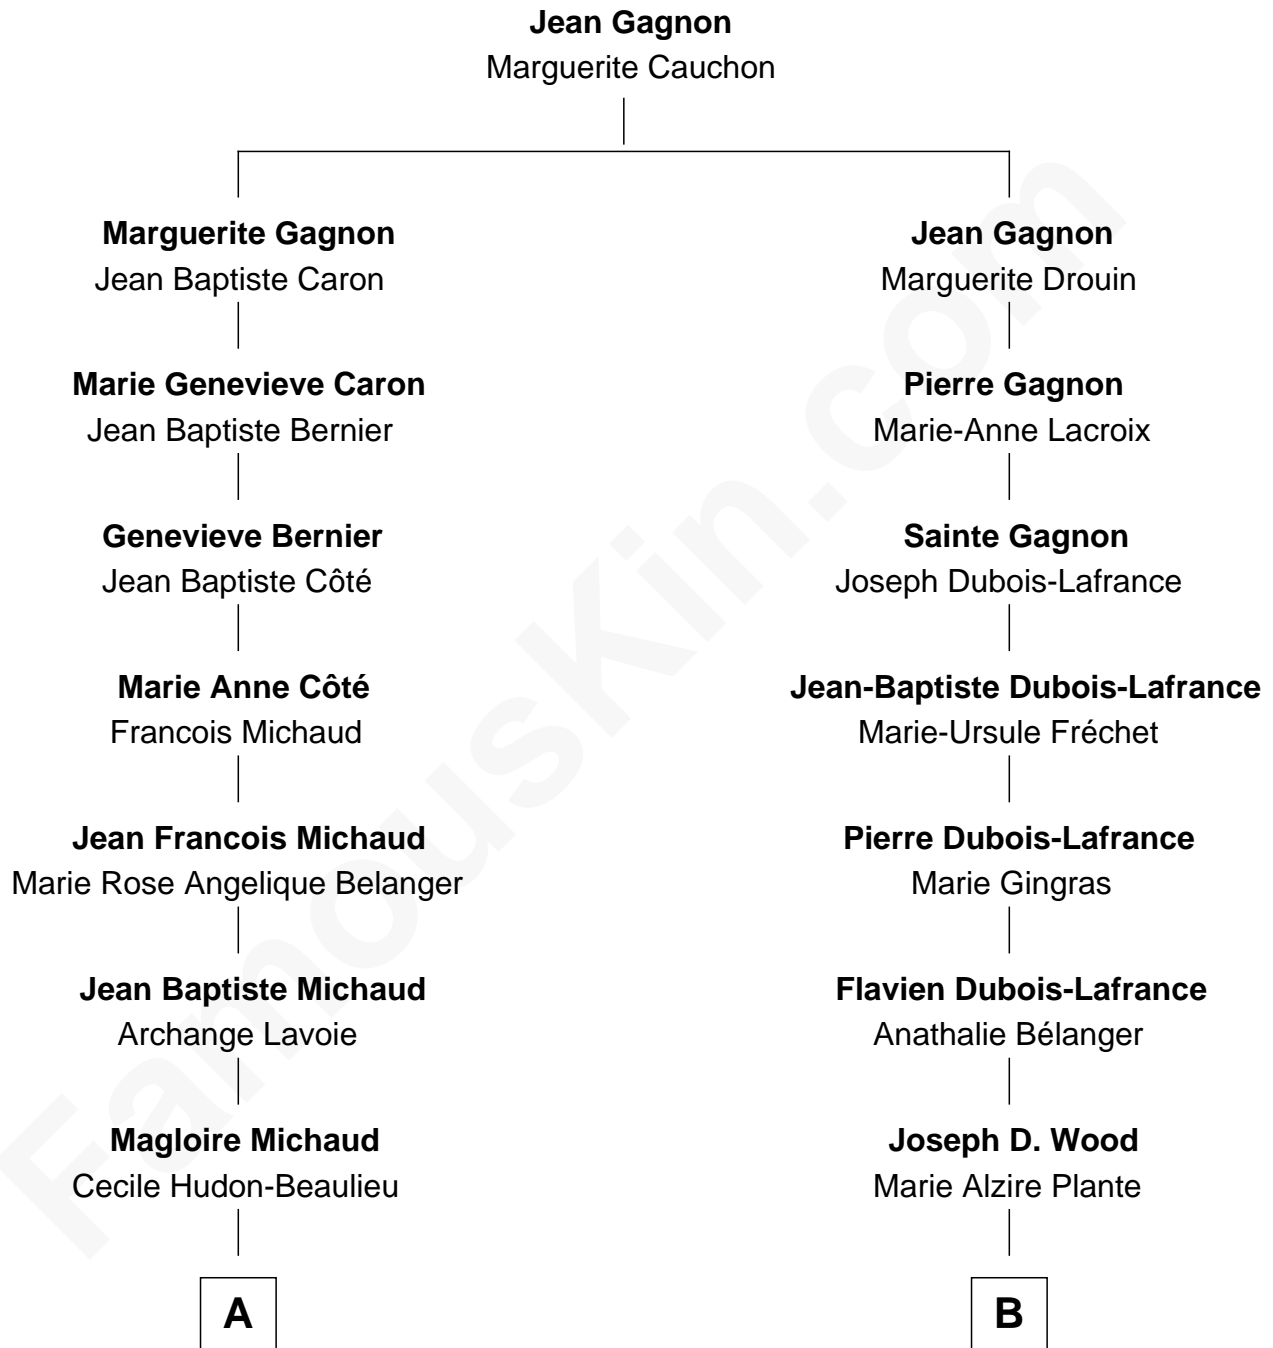 Jean Gagnon
Marguerite Cauchon
Marguerite Gagnon
Jean Baptiste Caron
Marie Genevieve Caron
Jean Baptiste Bernier
Genevieve Bernier
Jean Baptiste Côté
Marie Anne Côté
Francois Michaud
Jean Francois Michaud
Marie Rose Angelique Belanger
Jean Baptiste Michaud
Archange Lavoie
Magloire Michaud
Cecile Hudon-Beaulieu
A
Jean Gagnon
Marguerite Drouin
Pierre Gagnon
Marie-Anne Lacroix
Sainte Gagnon
Joseph Dubois-Lafrance
Jean-Baptiste Dubois-Lafrance
Marie-Ursule Fréchet
Pierre Dubois-Lafrance
Marie Gingras
Flavien Dubois-Lafrance
Anathalie Bélanger
Joseph D. Wood
Marie Alzire Plante
B
FamousKin.com